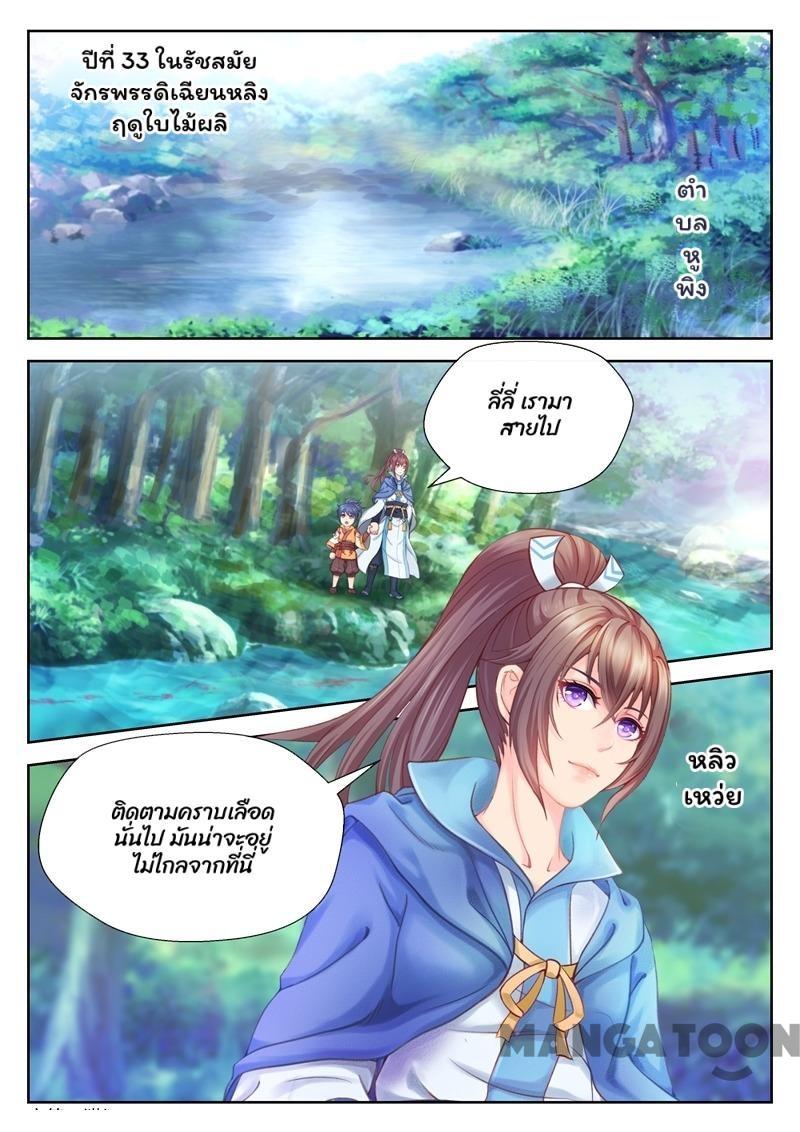 ปีที่ 33 ในรัชสมัย
จักรพรรดิเฉียนหลิง
ฤดูใบไม้ผลิ
ตำ
บล
หู
พิง
ลี่ลี่ เรามา
สายไป
หลิว
เหว่ย
ติดตามคราบเลือด
นั่นไป มันน่าจะอยู่
ไม่ไกลจากที่นี่
MANGATOON